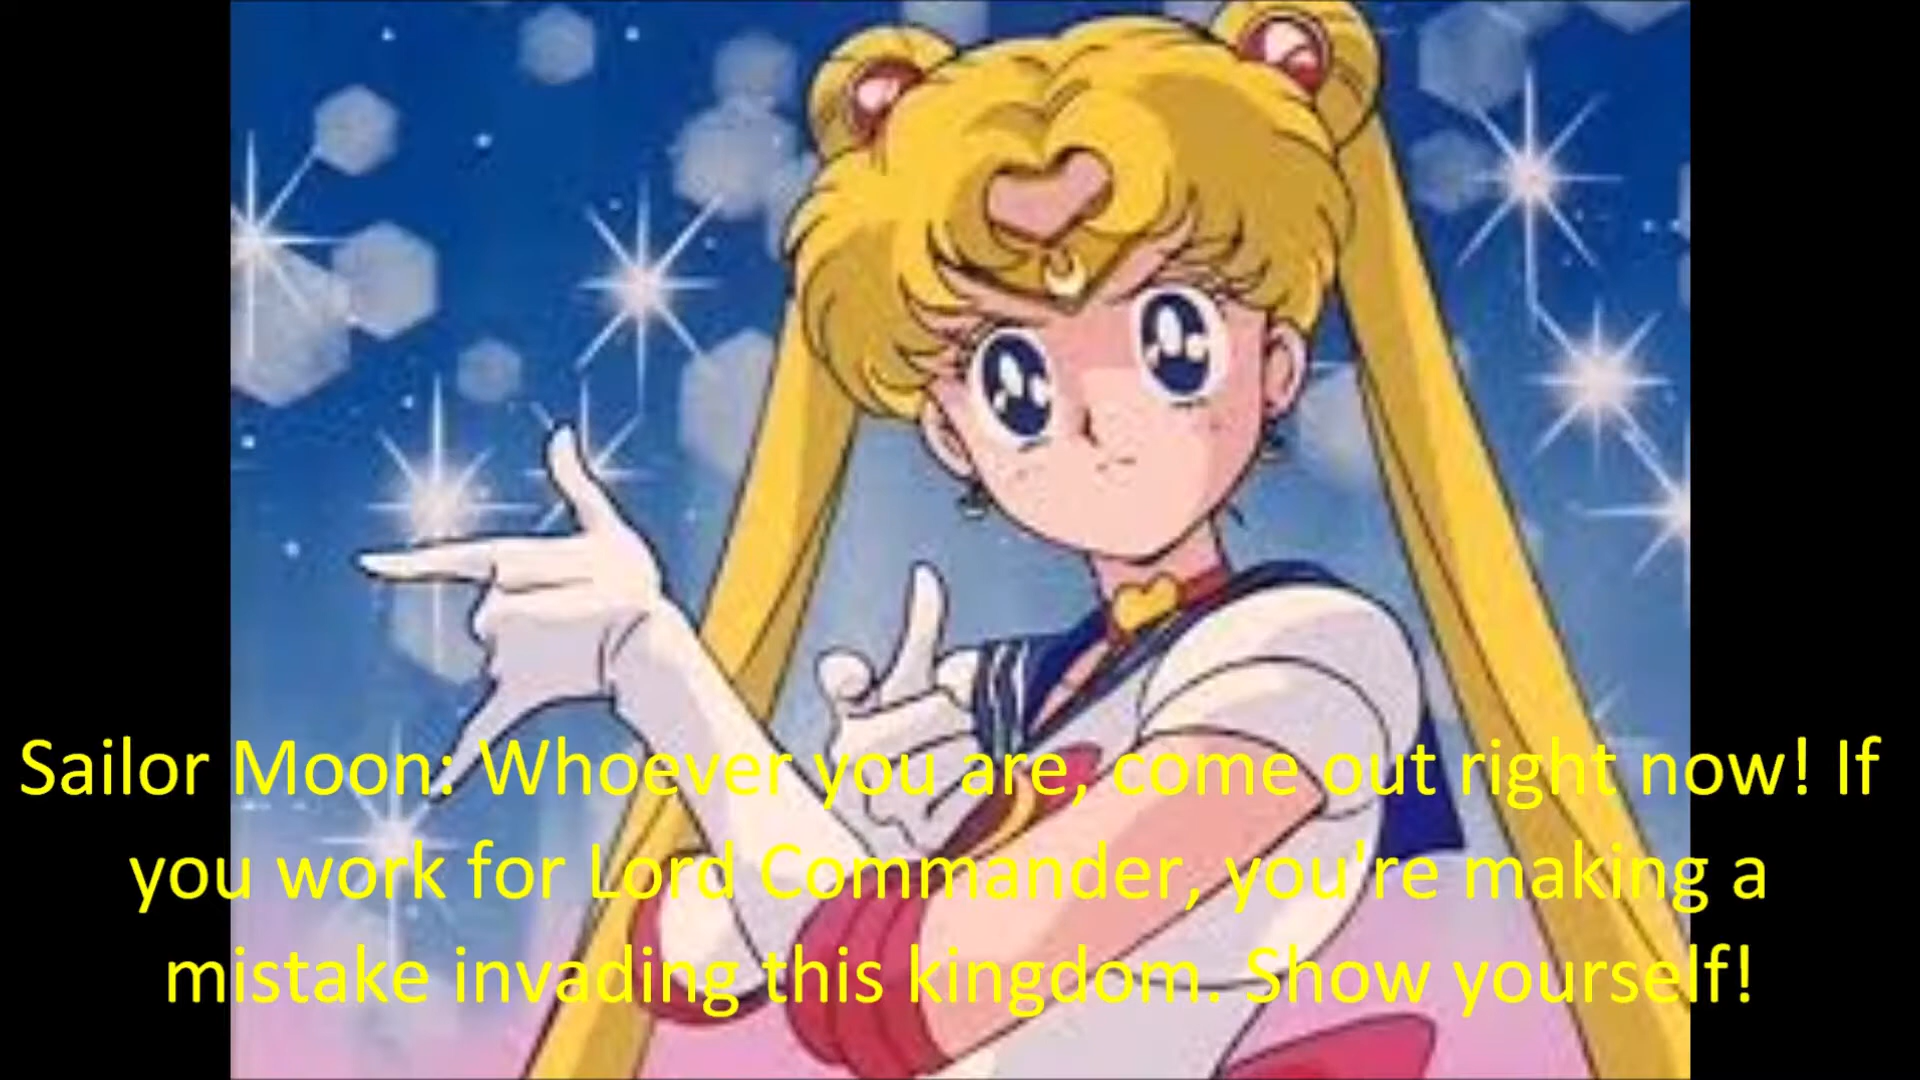 Sailor Moon: Whoever you are, come out right now! If
you work for Lord Commander, you're making a
mistake invading this kingdom. Show yourself!